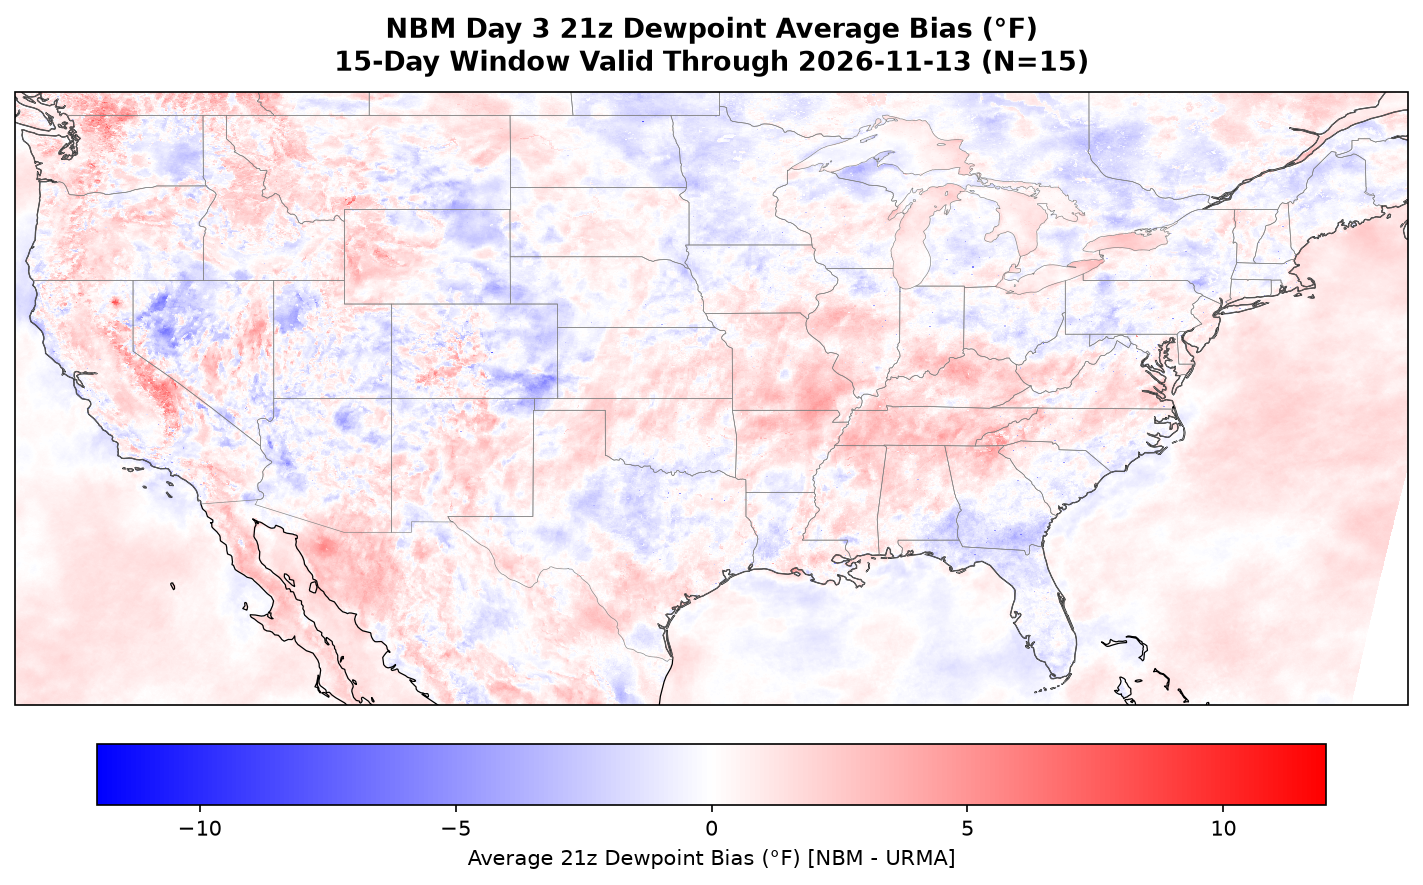 NBM Day 3 21z Dewpoint Average Bias (°F)
15-Day Window Valid Through 2026-11-13 (N=15)
−10 −5 0 5 10
Average 21z Dewpoint Bias (°F) [NBM - URMA]